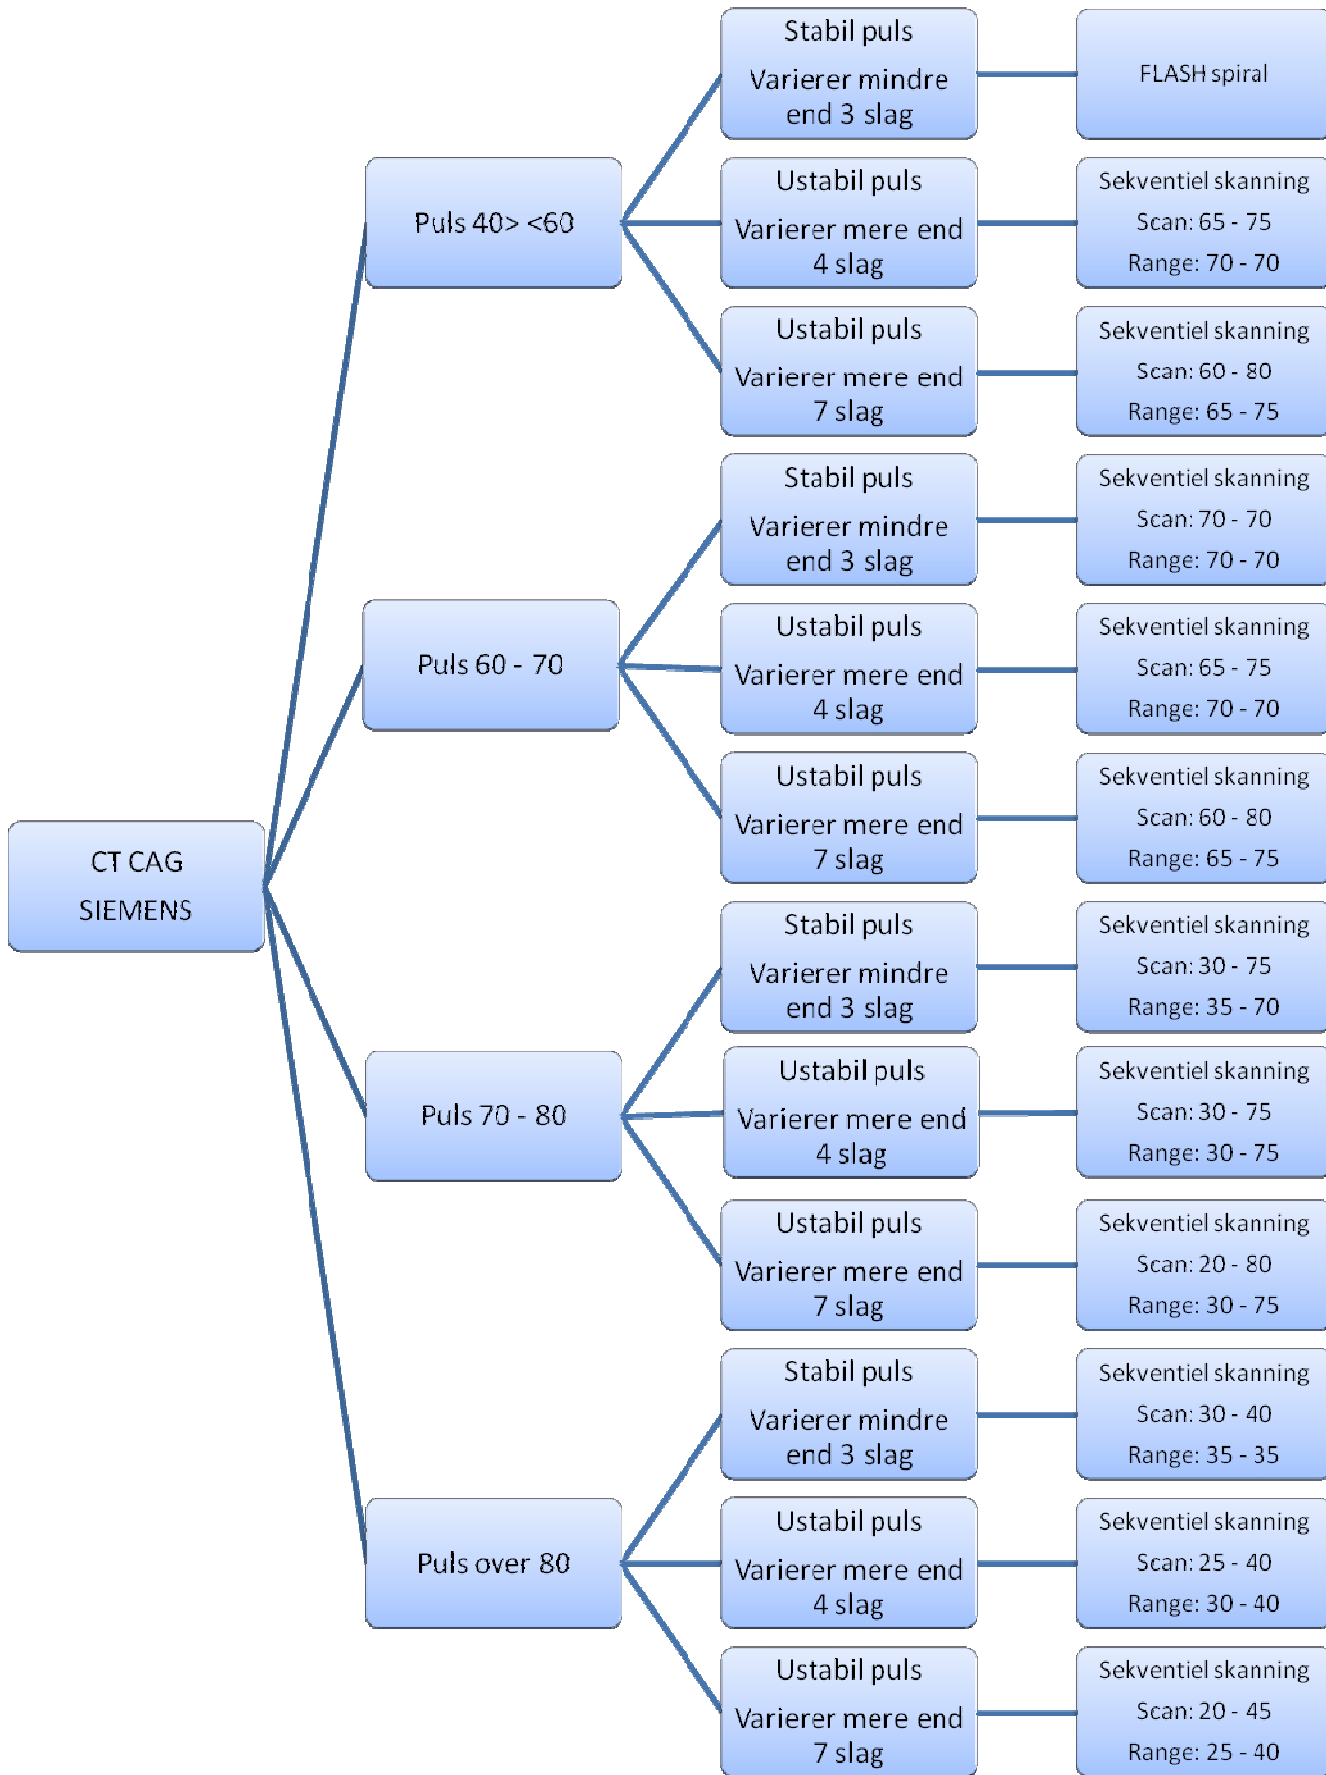 CT CAG
SIEMENS
Puls 40> <60
Stabil puls
Varierer mindre
end 3 slag
FLASH spiral
Ustabil puls
Varierer mere end
4 slag
Sekventiel skanning
Scan: 65 - 75
Range: 70 - 70
Ustabil puls
Varierer mere end
7 slag
Sekventiel skanning
Scan: 60 - 80
Range: 65 - 75
Puls 60 - 70
Stabil puls
Varierer mindre
end 3 slag
Sekventiel skanning
Scan: 70 - 70
Range: 70 - 70
Ustabil puls
Varierer mere end
4 slag
Sekventiel skanning
Scan: 65 - 75
Range: 70 - 70
Ustabil puls
Varierer mere end
7 slag
Sekventiel skanning
Scan: 60 - 80
Range: 65 - 75
Puls 70 - 80
Stabil puls
Varierer mindre
end 3 slag
Sekventiel skanning
Scan: 30 - 75
Range: 35 - 70
Ustabil puls
Varierer mere end
4 slag
Sekventiel skanning
Scan: 30 - 75
Range: 30 - 75
Ustabil puls
Varierer mere end
7 slag
Sekventiel skanning
Scan: 20 - 80
Range: 30 - 75
Puls over 80
Stabil puls
Varierer mindre
end 3 slag
Sekventiel skanning
Scan: 30 - 40
Range: 35 - 35
Ustabil puls
Varierer mere end
4 slag
Sekventiel skanning
Scan: 25 - 40
Range: 30 - 40
Ustabil puls
Varierer mere end
7 slag
Sekventiel skanning
Scan: 20 - 45
Range: 25 - 40